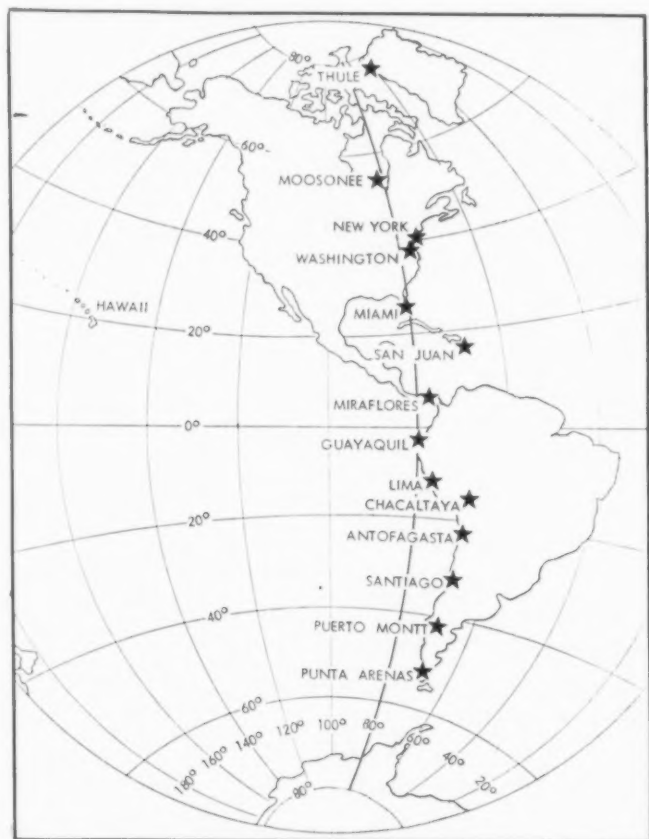 80°
THULE
60°
MOOSONEE
NEW YORK
40°
WASHINGTON
HAWAII
MIAMI
20°
SAN JUAN
MIRAFLORES
0°
GUAYAQUIL
LIMA
CHACALTAYA
20°
ANTOFAGASTA
SANTIAGO
40°
PUERTO MONTT
PUNTA ARENAS
60°
180° 160° 140° 120° 100° 80° 60° 40° 20°
80°